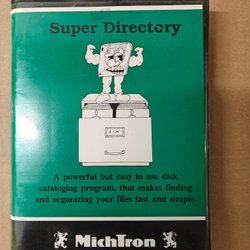 Super Directory
A powerful but easy to use disk
cataloging program, that makes finding
and organizing your files fast and simple.
MichTron